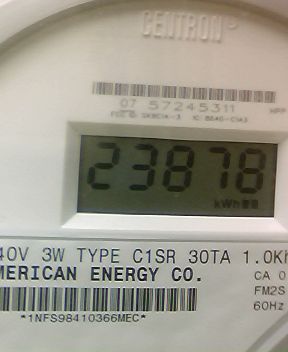 CENTRON
07 57245311
23878
kWh
40V 3W TYPE C1SR 30TA 1.0Kh
MERICAN ENERGY CO.
CA 0
FM2S
60Hz
*1NFS98410366MEC*